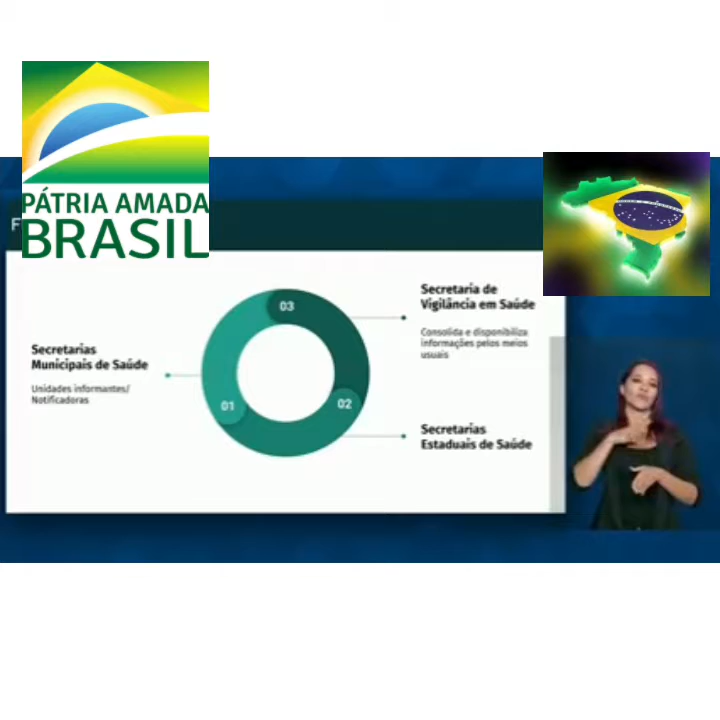 PÁTRIA AMADA
BRASIL
03
Secretaria de
Vigilância em Saúde
Consolida e disponibiliza
informações pelos meios
usuais
Secretarias
Municipais de Saúde
Unidades informantes/
Notificadoras
01
02
Secretarias
Estaduais de Saúde